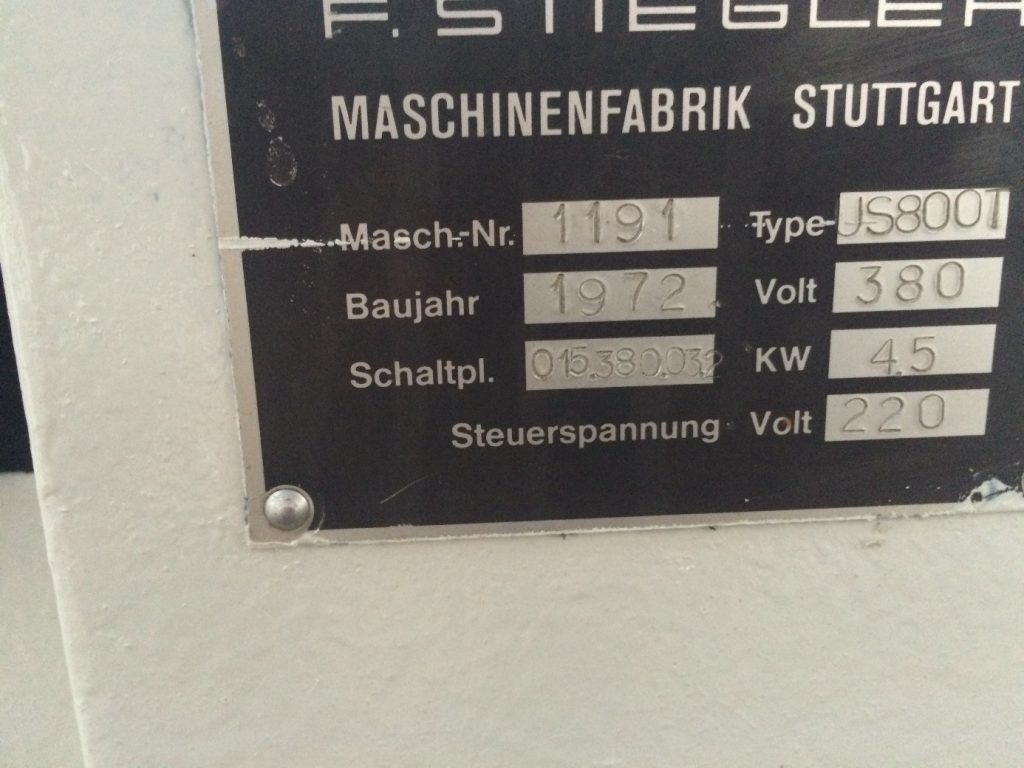 F. STIEGLER
MASCHINENFABRIK STUTTGART
Masch.-Nr. 1191 Type JS800T
Baujahr 1972 Volt 380
Schaltpl. 015.380.032 KW 4.5
Steuerspannung Volt 220